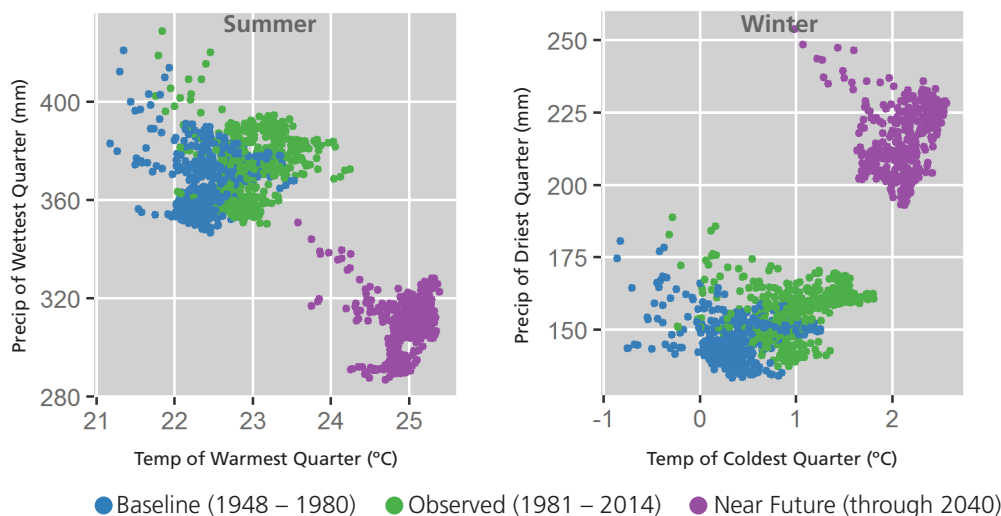 Summer
Precip of Wettest Quarter (mm)
400
360
320
280
21
22
23
24
25
Temp of Warmest Quarter (ºC)
Winter
Precip of Driest Quarter (mm)
250
225
200
175
150
-1
0
1
2
Temp of Coldest Quarter (ºC)
Baseline (1948 – 1980) Observed (1981 – 2014) Near Future (through 2040)